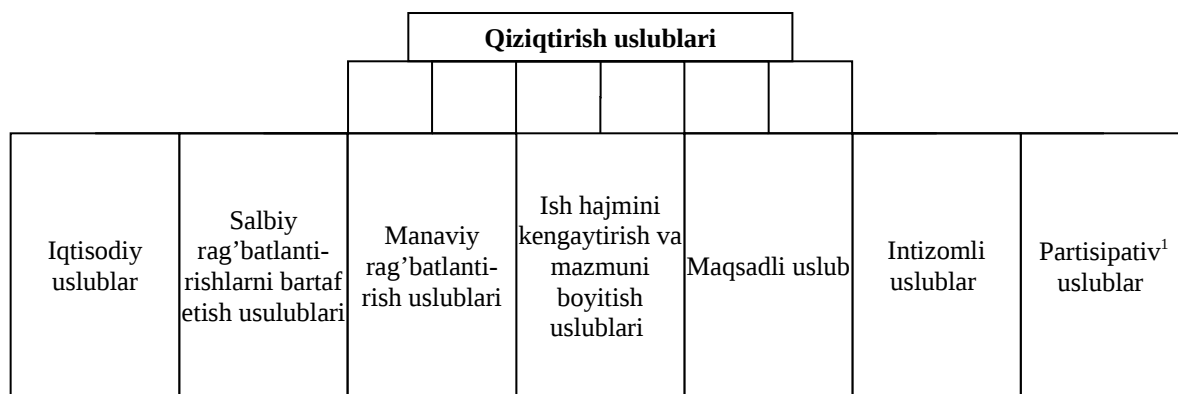 Qiziqtirish uslublari
Iqtisodiy
uslublar
Salbiy
rag’batlanti-
rishlarni bartaf
etish usulublari
Manaviy
rag’batlanti-
rish uslublari
Ish hajmini
kengaytirish va
mazmuni
boyitish
uslublari
Maqsadli uslub
Intizomli
uslublar
Partisipativ¹
uslublar